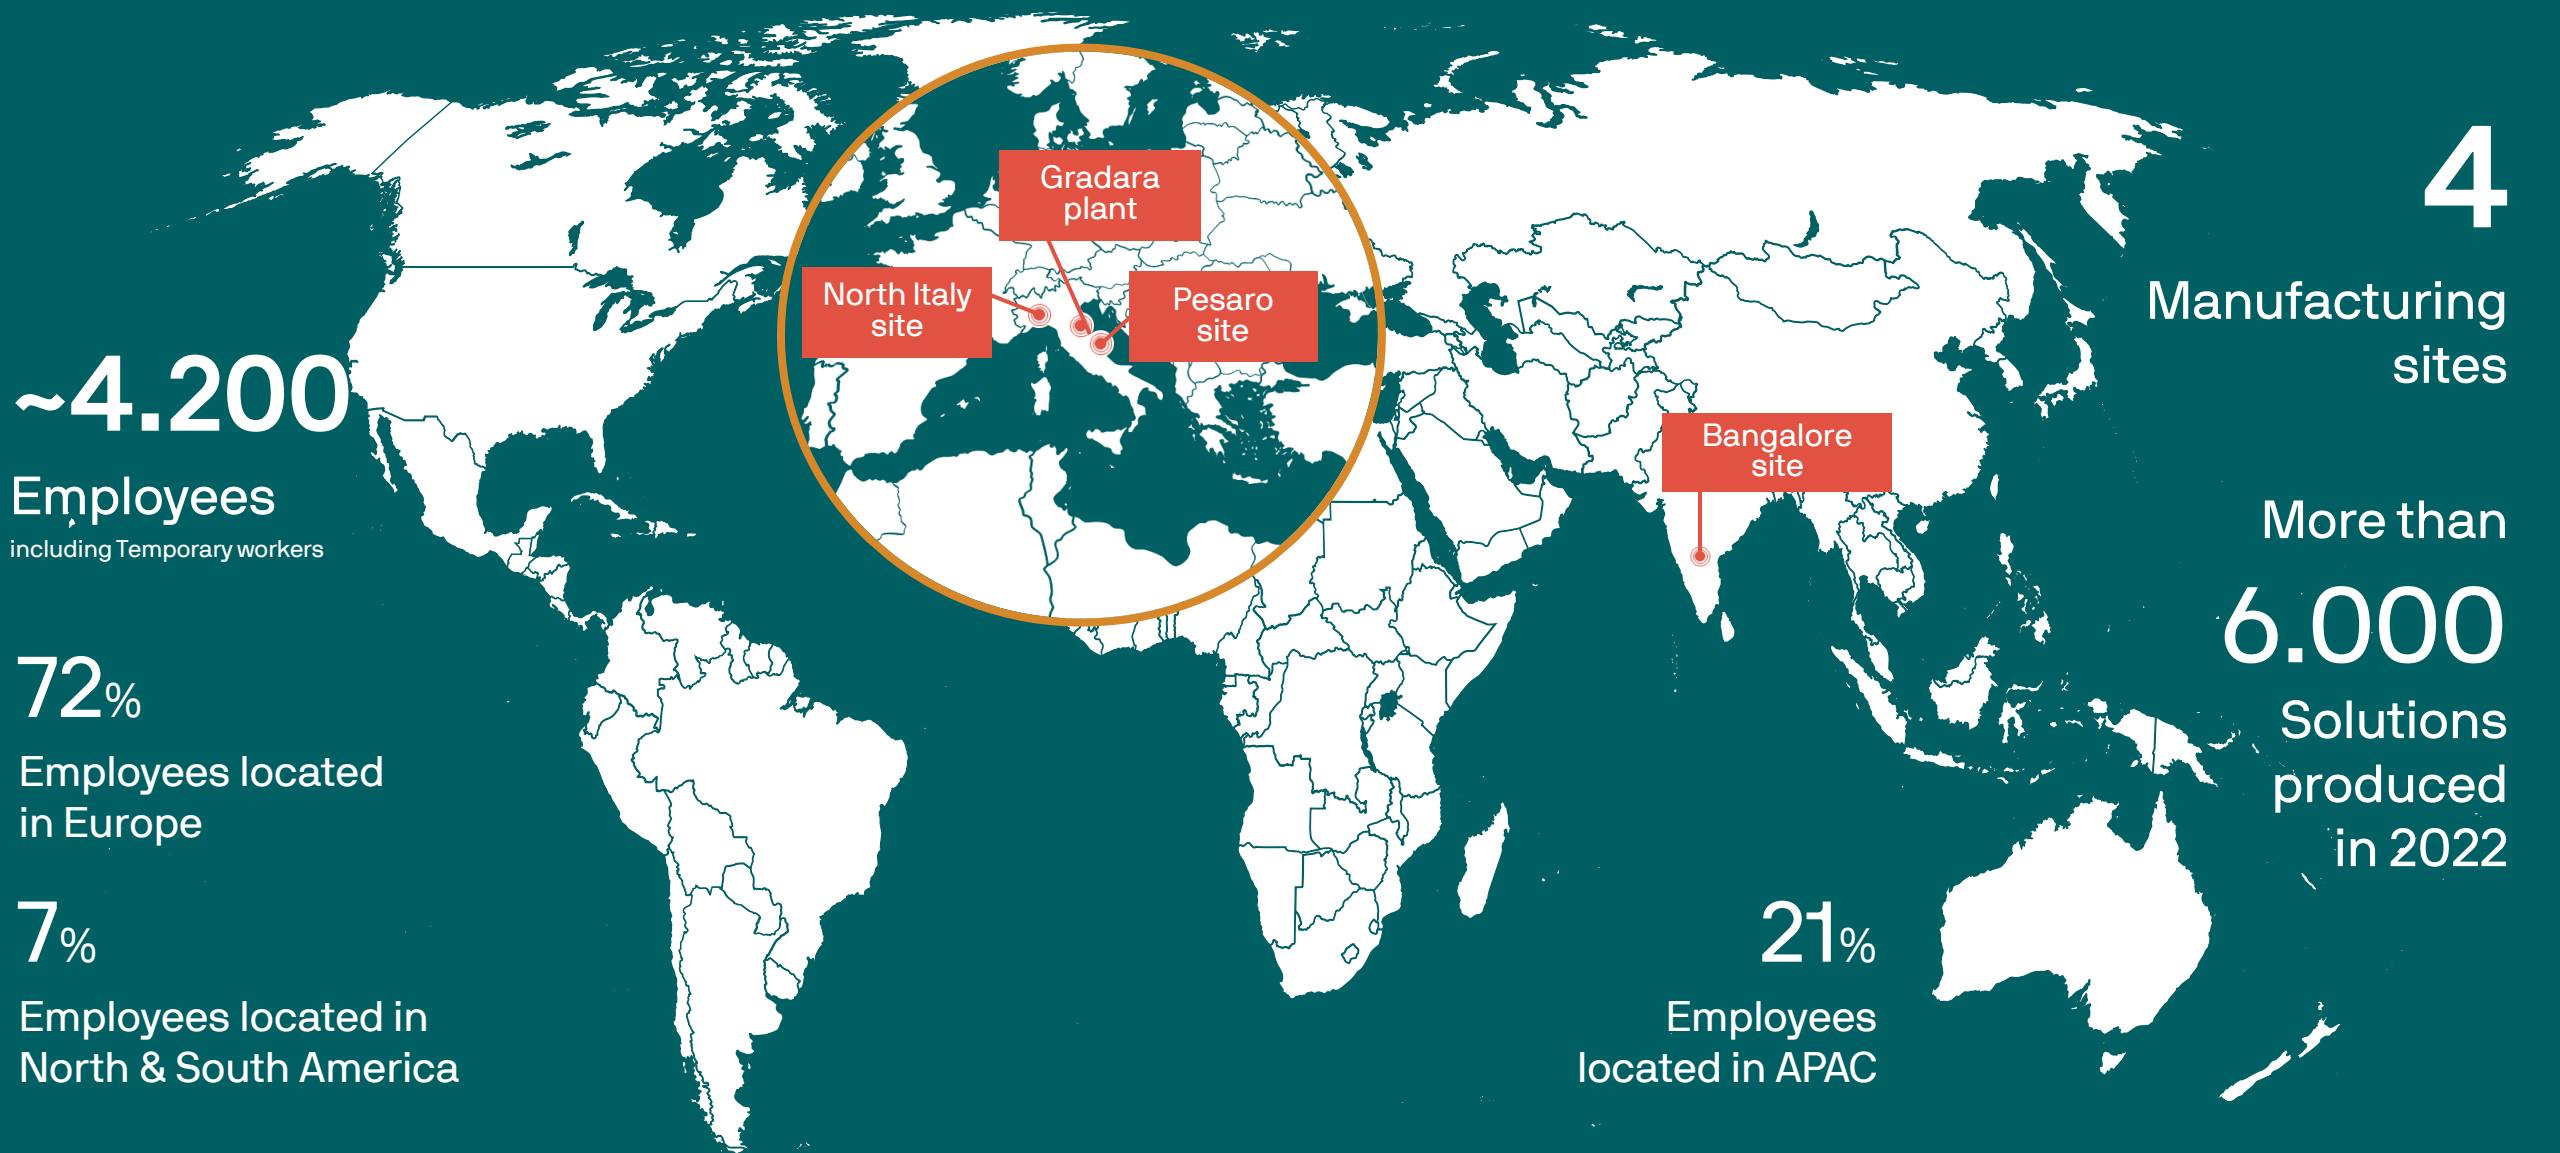 ~4.200
Employees
including Temporary workers
72%
Employees located
in Europe
7%
Employees located in
North & South America
Gradara
plant
North Italy
site
Pesaro
site
Bangalore
site
21%
Employees
located in APAC
4
Manufacturing
sites
More than
6.000
Solutions
produced
in 2022